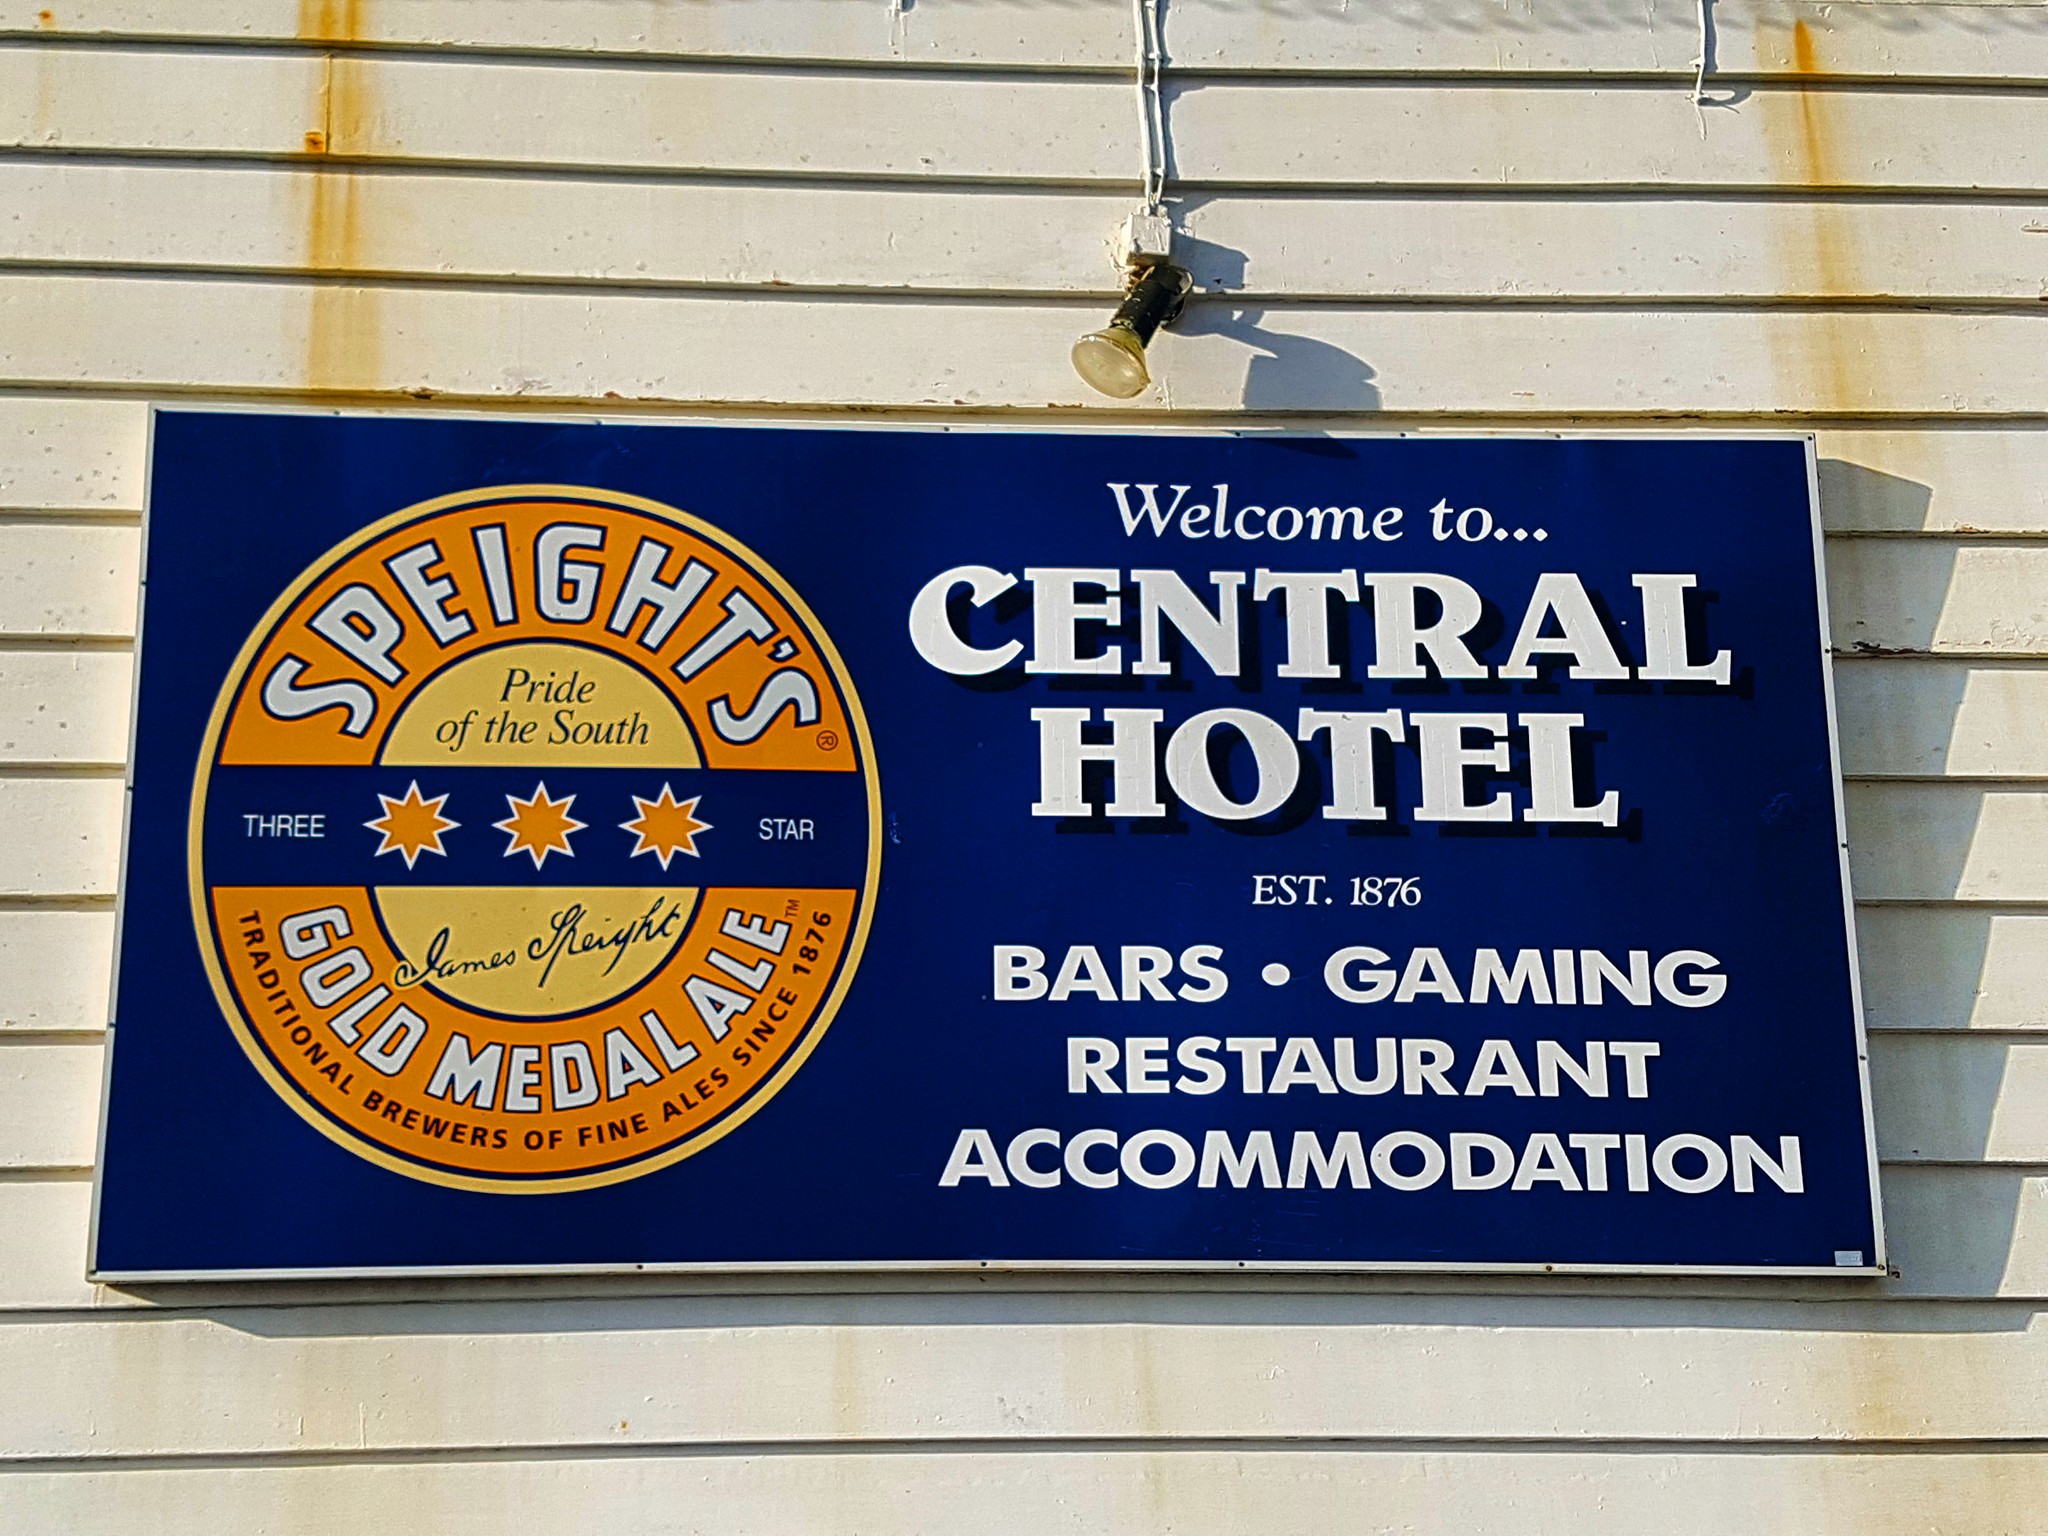 SPEIGHT'S®
Pride
of the South
THREE STAR
James Speight
GOLD MEDAL ALE™
TRADITIONAL BREWERS OF FINE ALES SINCE 1876
Welcome to...
CENTRAL
HOTEL
EST. 1876
BARS • GAMING
RESTAURANT
ACCOMMODATION